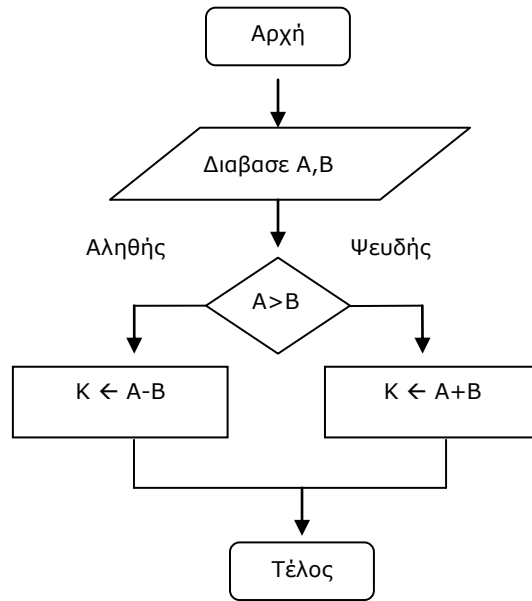 Αρχή
Διαβασε Α,Β
Αληθής
Ψευδής
Α>Β
Κ ← Α-Β
Κ ← Α+Β
Τέλος